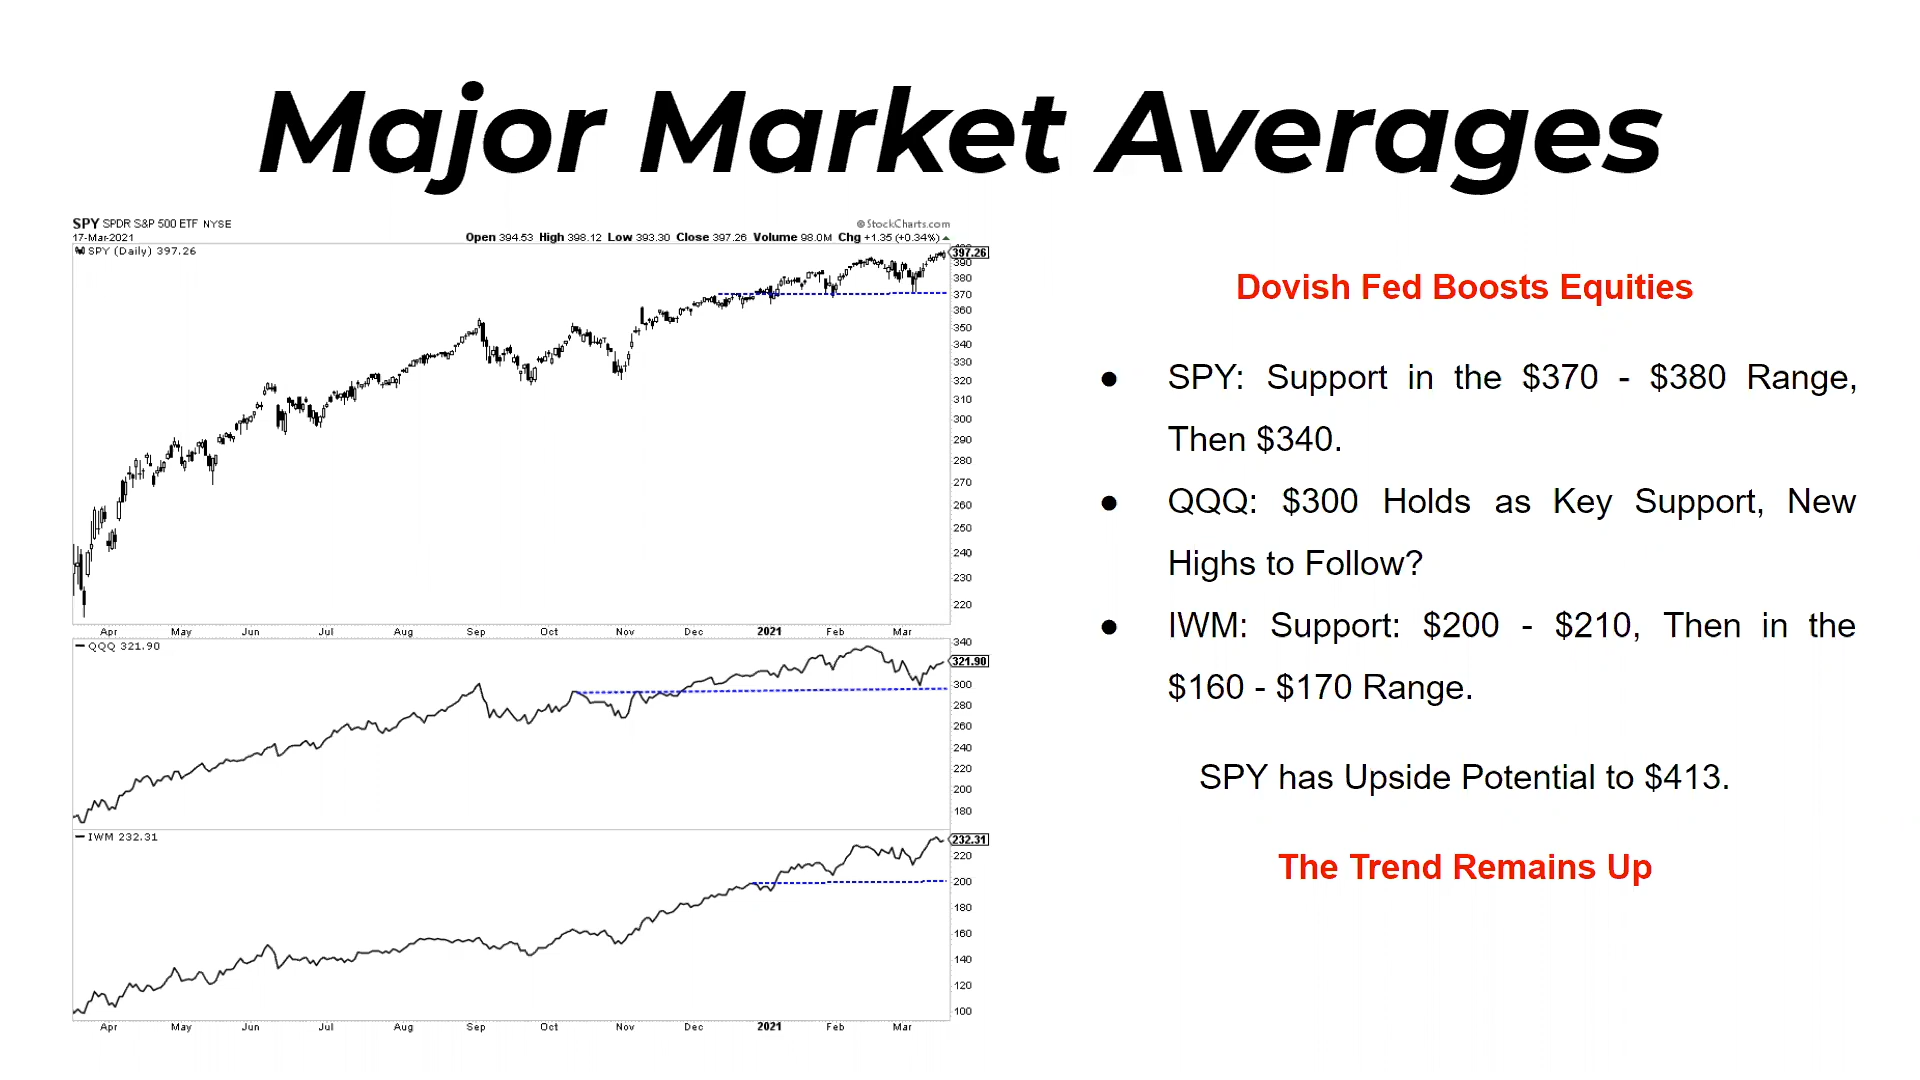 Major Market Averages
SPY SPDR S&P 500 ETF NYSE
© StockCharts.com
17-Mar-2021
Open 394.53 High 398.12 Low 393.30 Close 397.26 Volume 98.0M Chg +1.35 (+0.34%)
SPY (Daily) 397.26
400
397.26
390
380
370
360
350
340
330
320
310
300
290
280
270
260
250
240
230
220
Apr May Jun Jul Aug Sep Oct Nov Dec 2021 Feb Mar
QQQ 321.90
340
321.90
300
280
260
240
220
200
180
IWM 232.31
232.31
220
200
180
160
140
120
100
Apr May Jun Jul Aug Sep Oct Nov Dec 2021 Feb Mar
Dovish Fed Boosts Equities
● SPY: Support in the $370 - $380 Range,
Then $340.
● QQQ: $300 Holds as Key Support, New
Highs to Follow?
● IWM: Support: $200 - $210, Then in the
$160 - $170 Range.
SPY has Upside Potential to $413.
The Trend Remains Up